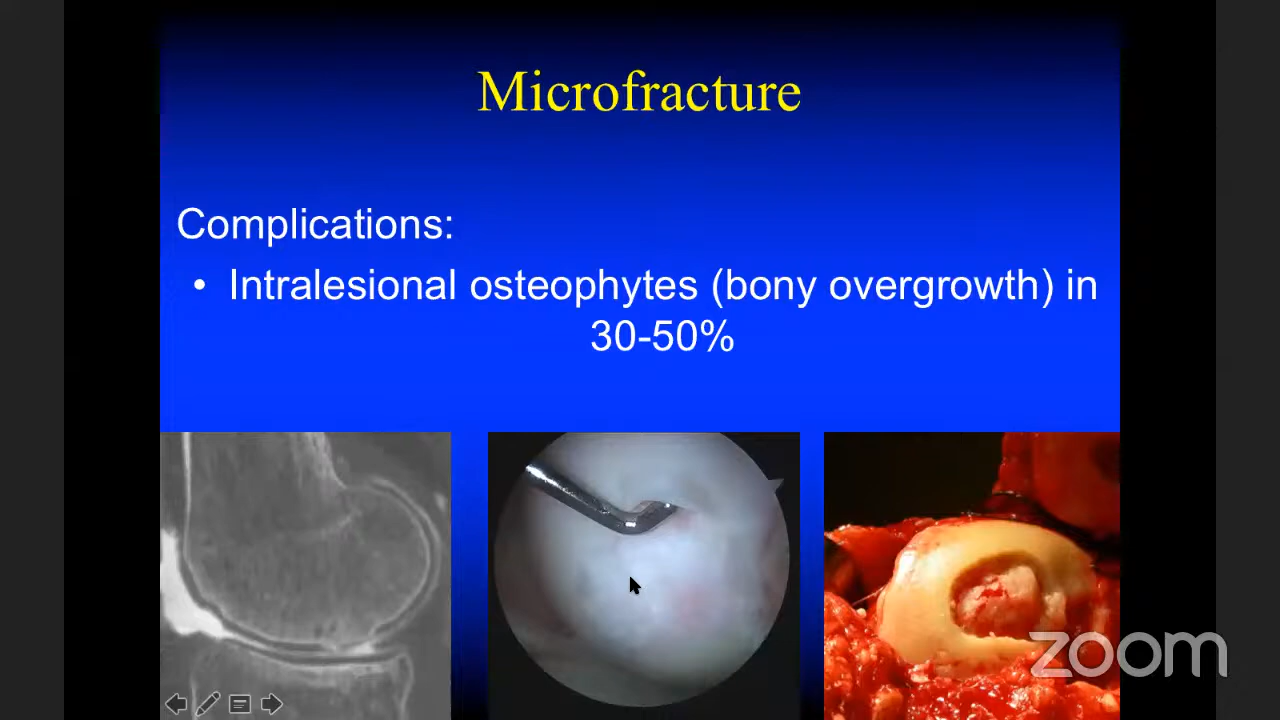 Microfracture
Complications:
• Intralesional osteophytes (bony overgrowth) in
30-50%
zoom